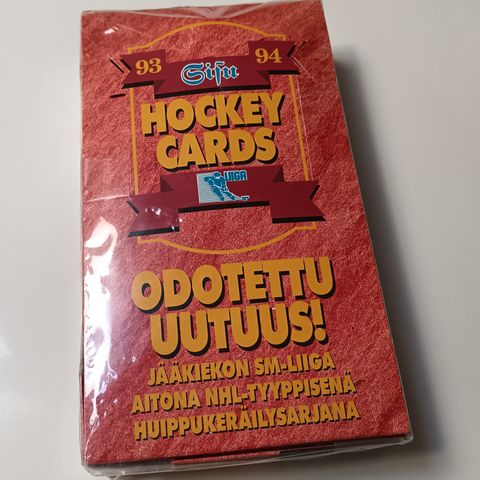 93 Sisu 94
HOCKEY
CARDS
LIIGA
ODOTETTU
UUTUUS!
JÄÄKIEKON SM-LIIGA
AITONA NHL-TYYPPISENÄ
HUIPPUKERÄILYSARJANA